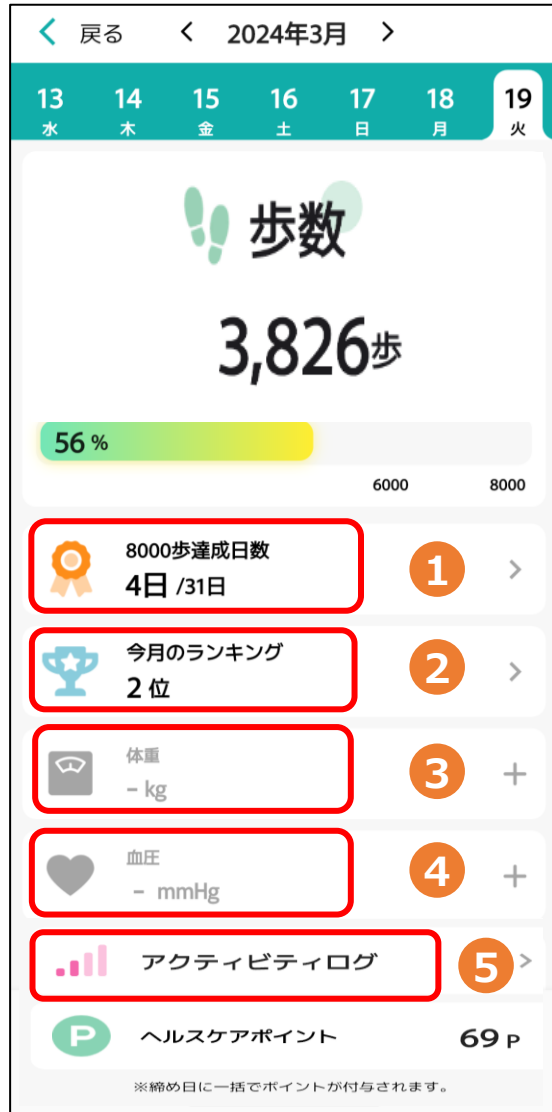 戻る 2024年3月
13 14 15 16 17 18 19
水 木 金 土 日 月 火
歩数
3,826歩
56 %
6000 8000
8000歩達成日数
4日 /31日
1
今月のランキング
2 位
2
体重
– kg
3
血圧
– mmHg
4
アクティビティログ
5
P ヘルスケアポイント 69 P
※締め日に一括でポイントが付与されます。